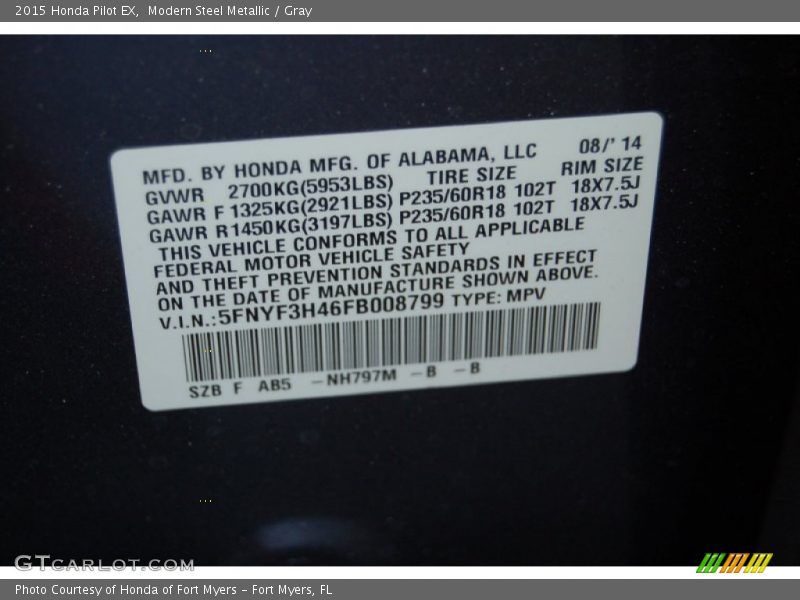 2015 Honda Pilot EX,  Modern Steel Metallic / Gray
MFD. BY HONDA MFG. OF ALABAMA, LLC 08/' 14
GVWR 2700KG(5953LBS) TIRE SIZE RIM SIZE
GAWR F 1325KG(2921LBS) P235/60R18 102T 18X7.5J
GAWR R1450KG(3197LBS) P235/60R18 102T 18X7.5J
THIS VEHICLE CONFORMS TO ALL APPLICABLE
FEDERAL MOTOR VEHICLE SAFETY
AND THEFT PREVENTION STANDARDS IN EFFECT
ON THE DATE OF MANUFACTURE SHOWN ABOVE.
V.I.N.:5FNYF3H46FB008799 TYPE: MPV
SZB F AB5 -NH797M -B -B
GTCARLOT.COM
Photo Courtesy of Honda of Fort Myers - Fort Myers, FL